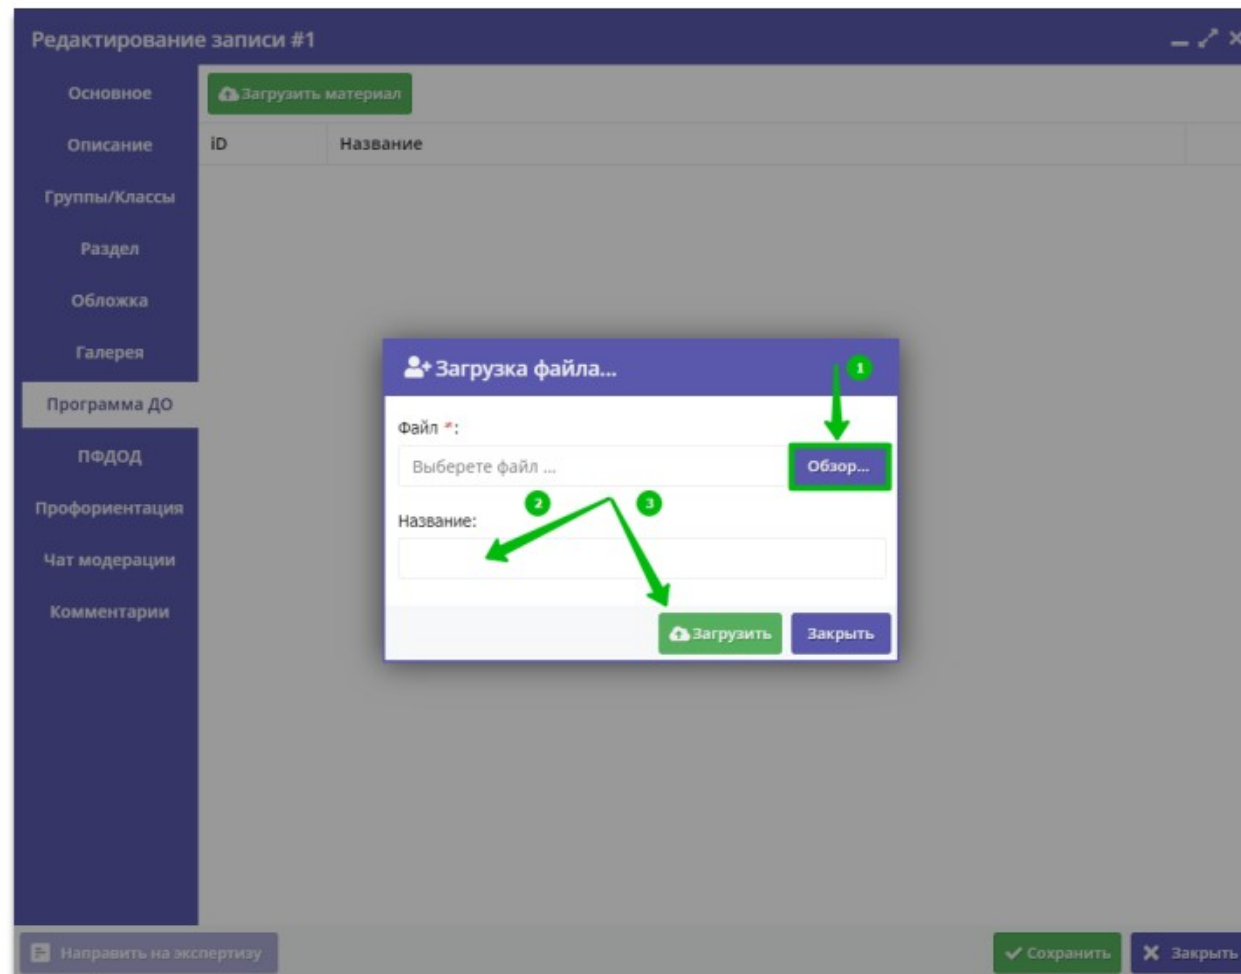 Редактирование записи #1
Основное
Загрузить материал
Описание
iD Название
Группы/Классы
Раздел
Обложка
Галерея
Загрузка файла... 1
Программа ДО
Файл *:
ПФДОД
Выберете файл ... Обзор...
Профориентация
2 3
Название:
Чат модерации
Комментарии
Загрузить Закрыть
Направить на экспертизу Сохранить Закрыть